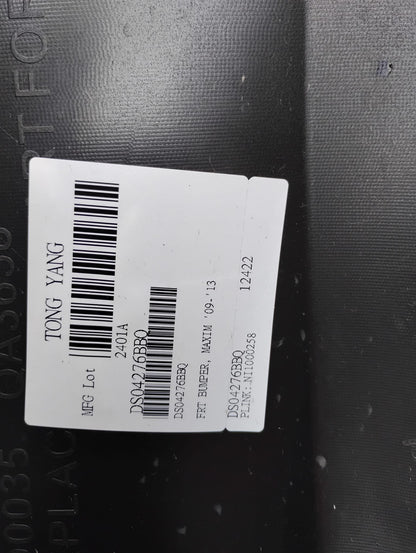 TONG YANG
MFG Lot
2401A
DS04276BBQ
DS04276BBQ
FRT BUMPER, MAXIM '09-'13
DS04276BBQ
12422
PLINK:NI1000258